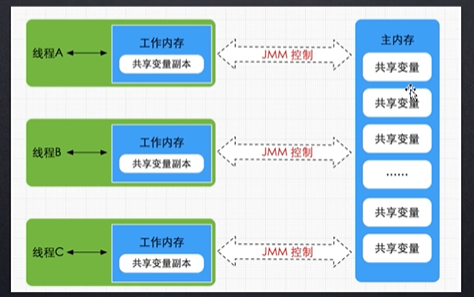 线程A
工作内存
共享变量副本
JMM 控制
线程B
工作内存
共享变量副本
JMM 控制
线程C
工作内存
共享变量副本
JMM 控制
主内存
共享变量
共享变量
共享变量
······
共享变量
共享变量